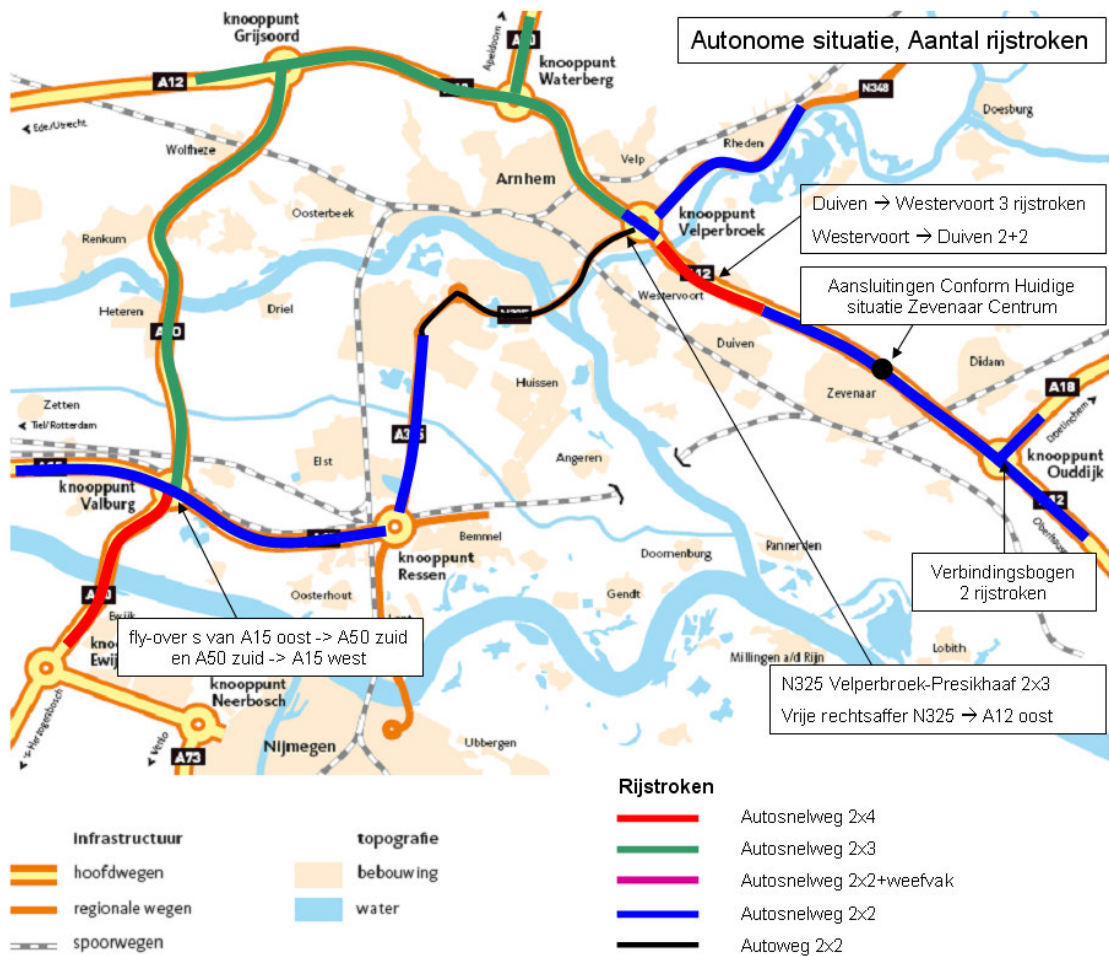 Autonome situatie, Aantal rijstroken
knooppunt
Grijsoord
Apeldoorn
knooppunt
Waterberg
A12
N348
Doesburg
Ede/Utrecht.
Wolfheze
Rheden
Velp
Arnhem
Oosterbeek
Renkum
knooppunt
Velperbroek
Duiven → Westervoort 3 rijstroken
Westervoort → Duiven 2+2
Aansluitingen Conform Huidige
situatie Zevenaar Centrum
Heteren
Driel
Westervoort
Duiven
Didam
Zevenaar
Huissen
A18
Doetinchem
Zetten
Tiel/Rotterdam
Elst
Angeren
knooppunt
Ouddijk
knooppunt
Valburg
Bemmel
knooppunt
Ressen
Doornenburg
Pannerden
Oosterhout
Gendt
Verbindingsbogen
2 rijstroken
fly-over s van A15 oost -> A50 zuid
en A50 zuid -> A15 west
Lobith
Millingen a/d Rijn
knooppunt
Neerbosch
N325 Velperbroek-Presikhaaf 2x3
Vrije rechtsaffer N325 → A12 oost
's-Herzogenbosch
Venlo
A73
Nijmegen
Ubbergen
infrastructuur
hoofdwegen
regionale wegen
spoorwegen
topografie
bebouwing
water
Rijstroken
Autosnelweg 2x4
Autosnelweg 2x3
Autosnelweg 2x2+weefvak
Autosnelweg 2x2
Autoweg 2x2